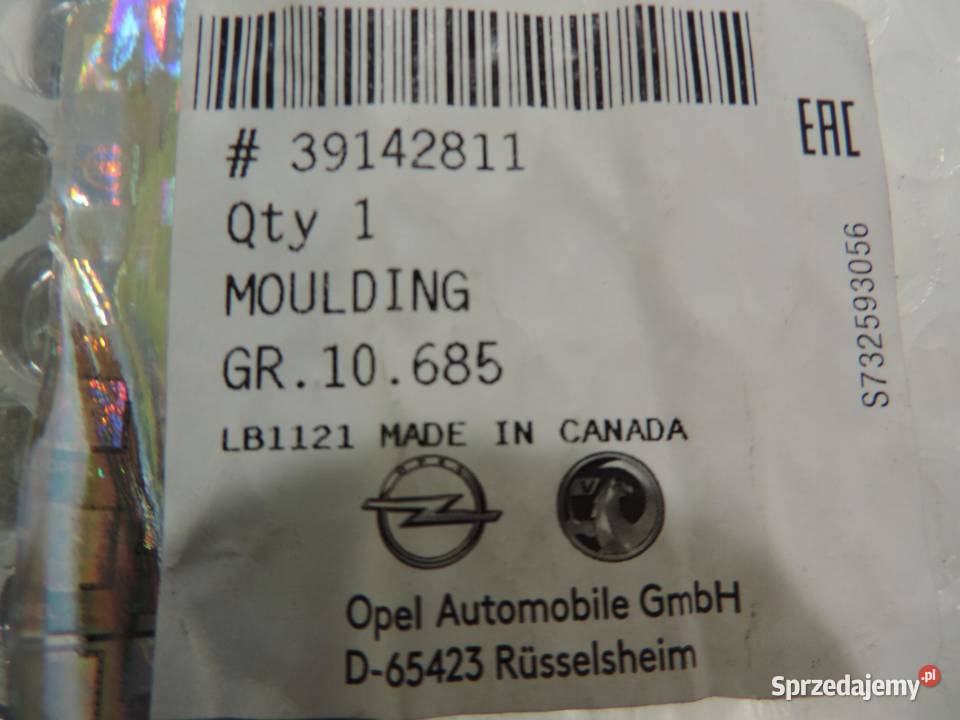 # 39142811
EAC
Qty 1
MOULDING
GR.10.685
S732593056
LB1121 MADE IN CANADA
OPEL
V
Opel Automobile GmbH
D-65423 Rüsselsheim
Sprzedajemy.pl